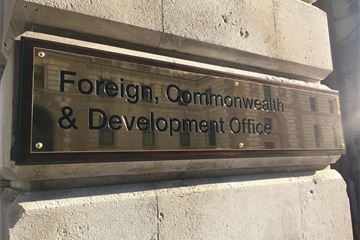 Foreign, Commonwealth
& Development Office